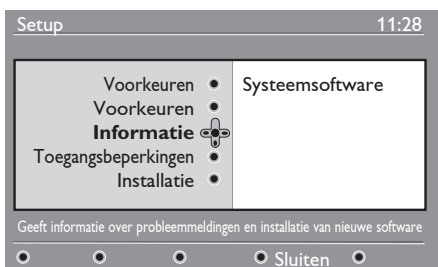 Setup 11:28
Voorkeuren Systeemsoftware
Voorkeuren
Informatie
Toegangsbeperkingen
Installatie
Geeft informatie over probleemmeldingen en installatie van nieuwe software
Sluiten